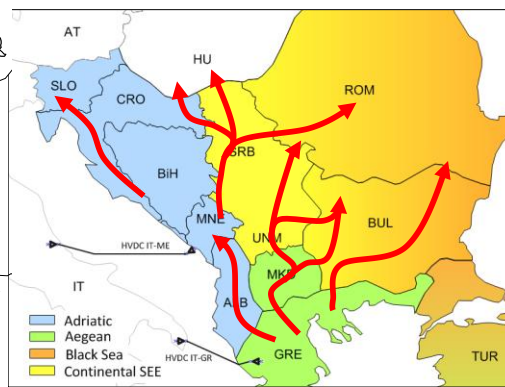 AT
HU
SLO
CRO
ROM
SRB
BiH
MNE
UNM
BUL
HVDC IT-ME
MKD
IT
ALB
Adriatic
Aegean
Black Sea
Continental SEE
HVDC IT-GR
GRE
TUR